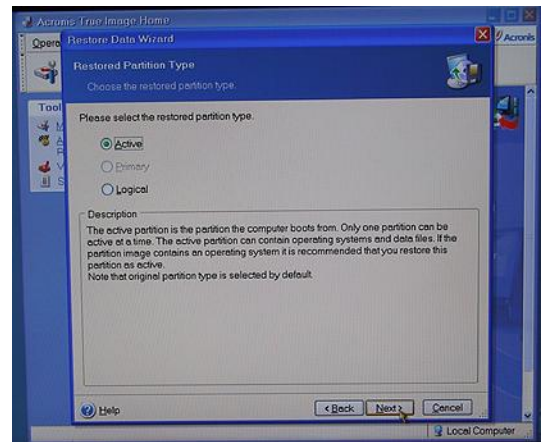 Acronis True Image Home
Opera
Acronis
Restore Data Wizard
Restored Partition Type
Choose the restored partition type.
Tool
Please select the restored partition type.
Active
Primary
Logical
Description
The active partition is the partition the computer boots from. Only one partition can be
active at a time. The active partition can contain operating systems and data files. If the
partition image contains an operating system it is recommended that you restore this
partition as active.
Note that original partition type is selected by default.
Help
< Back
Next >
Cancel
Local Computer